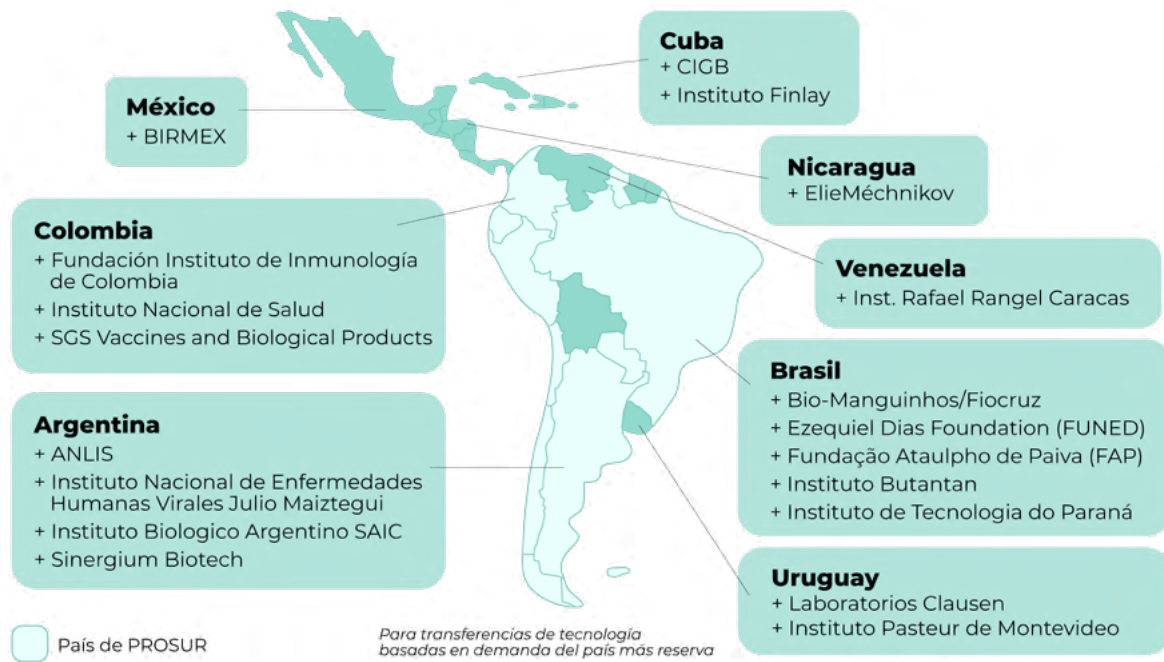 México
+ BIRMEX
Cuba
+ CIGB
+ Instituto Finlay
Nicaragua
+ ElieMéchnikov
Colombia
+ Fundación Instituto de Inmunología
de Colombia
+ Instituto Nacional de Salud
+ SGS Vaccines and Biological Products
Venezuela
+ Inst. Rafael Rangel Caracas
Argentina
+ ANLIS
+ Instituto Nacional de Enfermedades
Humanas Virales Julio Maiztegui
+ Instituto Biologico Argentino SAIC
+ Sinergium Biotech
Brasil
+ Bio-Manguinhos/Fiocruz
+ Ezequiel Dias Foundation (FUNED)
+ Fundação Ataulpho de Paiva (FAP)
+ Instituto Butantan
+ Instituto de Tecnologia do Paraná
Uruguay
+ Laboratorios Clausen
+ Instituto Pasteur de Montevideo
País de PROSUR
Para transferencias de tecnología
basadas en demanda del país más reserva